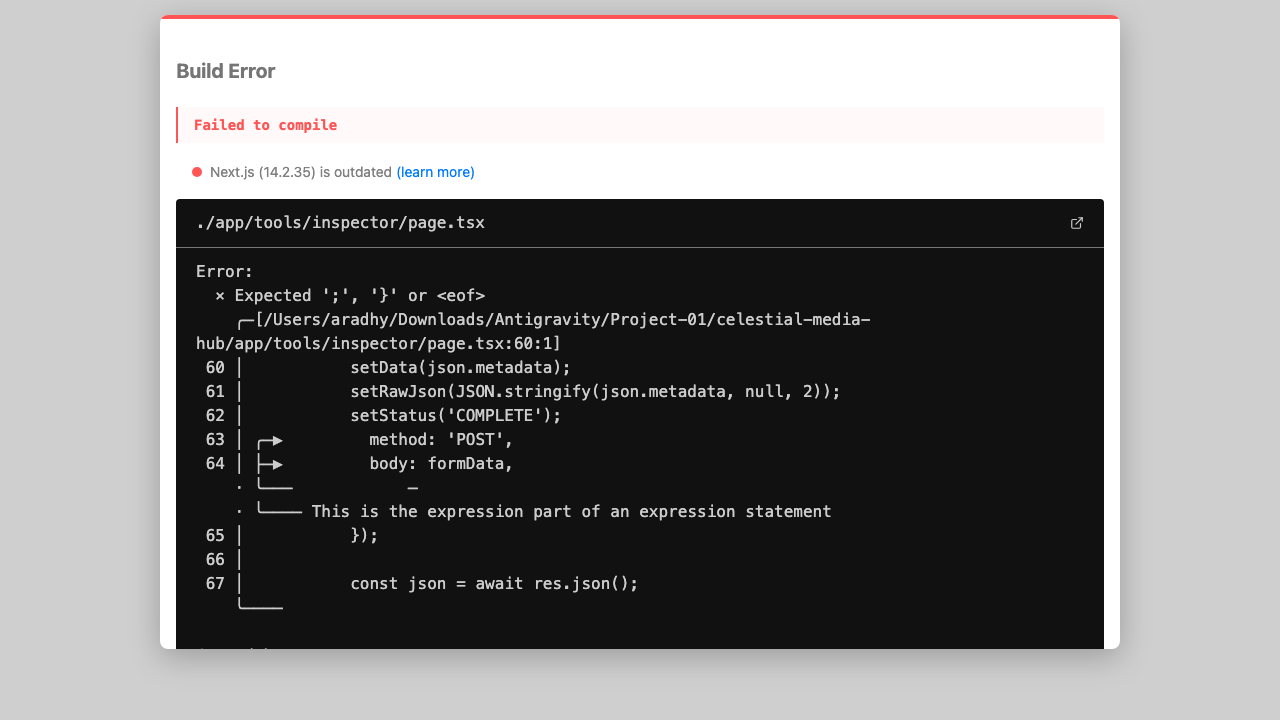 Build Error
Failed to compile
Next.js (14.2.35) is outdated (learn more)
./app/tools/inspector/page.tsx
Error:
  × Expected ';', '}' or <eof>
    ╭─[/Users/aradhy/Downloads/Antigravity/Project-01/celestial-media-
hub/app/tools/inspector/page.tsx:60:1]
 60 │           setData(json.metadata);
 61 │           setRawJson(JSON.stringify(json.metadata, null, 2));
 62 │           setStatus('COMPLETE');
 63 │ ╭─▶         method: 'POST',
 64 │ ├─▶         body: formData,
    · ╰───            ─
    · ╰──── This is the expression part of an expression statement
 65 │           });
 66 │
 67 │           const json = await res.json();
    ╰────